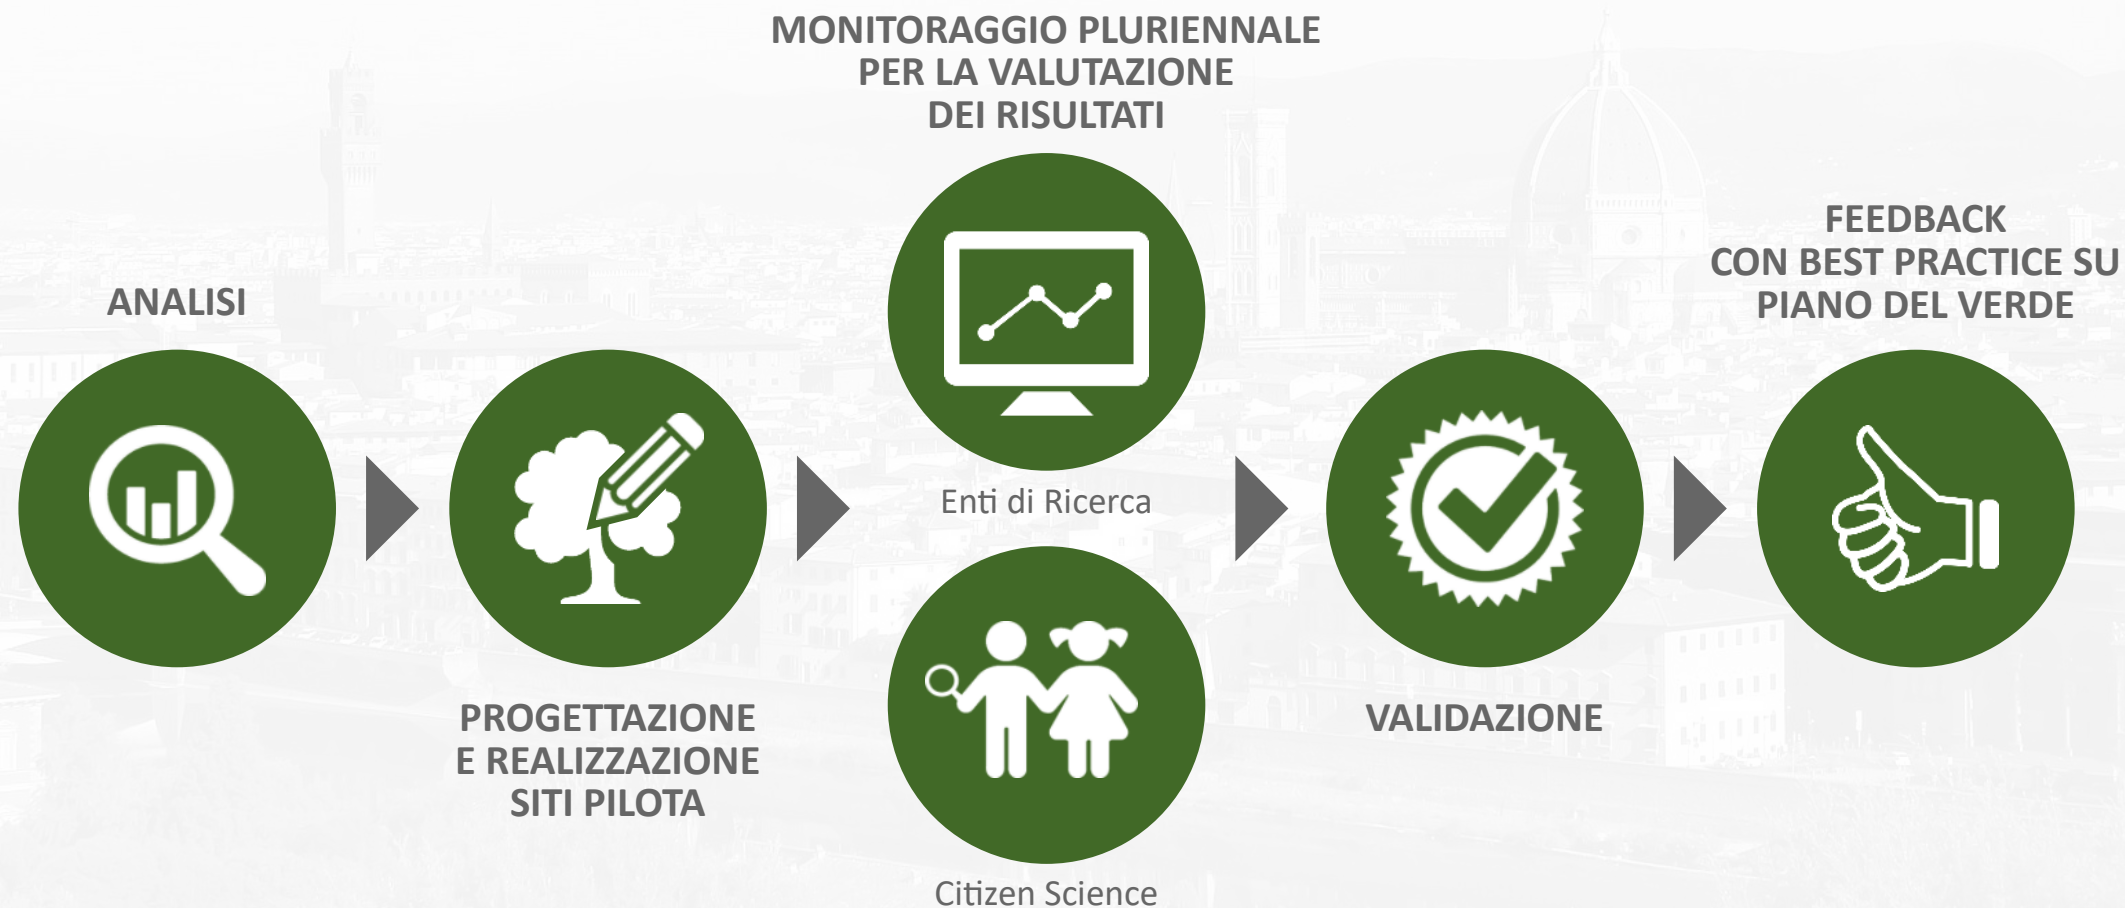 ANALISI
PROGETTAZIONE
E REALIZZAZIONE
SITI PILOTA
MONITORAGGIO PLURIENNALE
PER LA VALUTAZIONE
DEI RISULTATI
Enti di Ricerca
Citizen Science
VALIDAZIONE
FEEDBACK
CON BEST PRACTICE SU
PIANO DEL VERDE